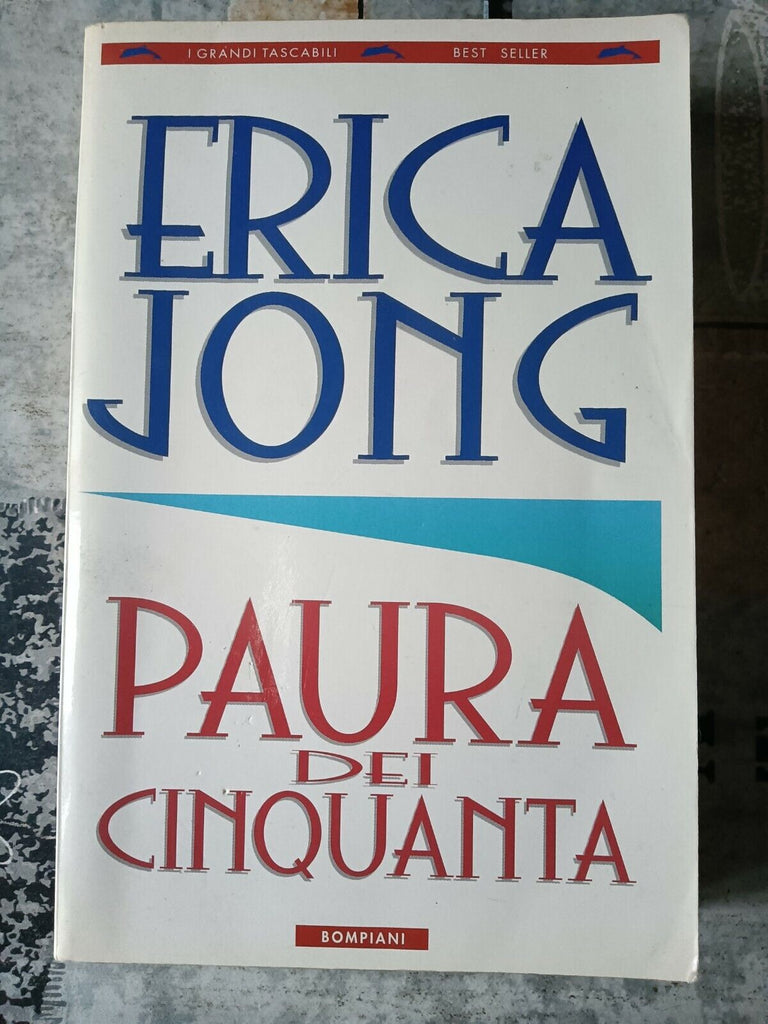 I GRANDI TASCABILI BEST SELLER
ERICA
JONG
PAURA
DEI
CINQUANTA
BOMPIANI